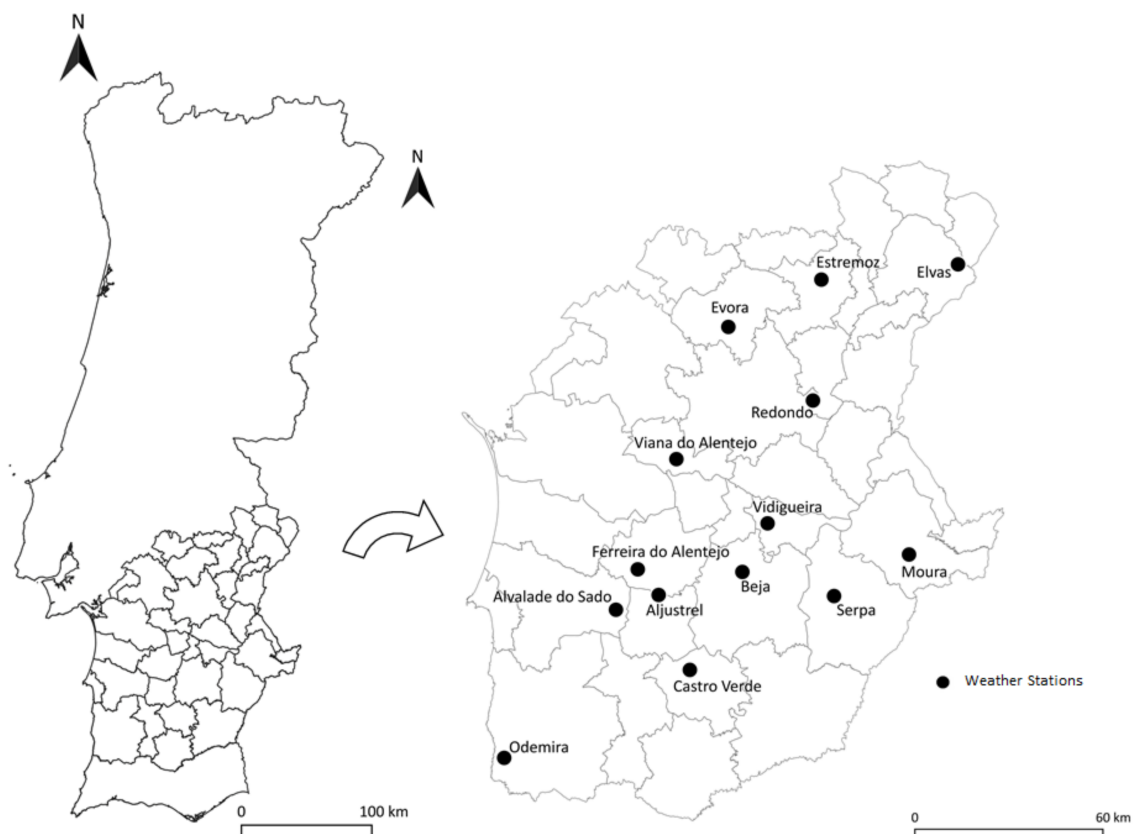 N
N
Estremoz
Elvas
Evora
Redondo
Viana do Alentejo
Vidigueira
Ferreira do Alentejo
Moura
Beja
Alvalade do Sado
Aljustrel
Serpa
Castro Verde
Weather Stations
Odemira
0 100 km
0 60 km